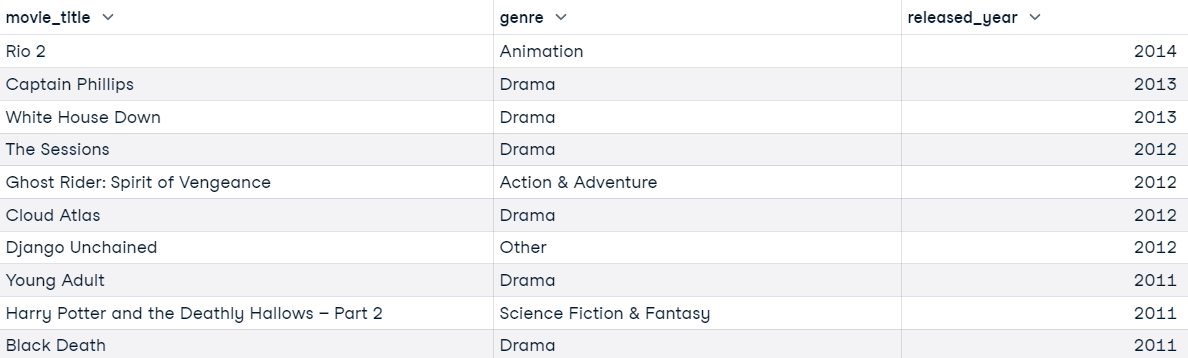 movie_title genre released_year
Rio 2 Animation 2014
Captain Phillips Drama 2013
White House Down Drama 2013
The Sessions Drama 2012
Ghost Rider: Spirit of Vengeance Action & Adventure 2012
Cloud Atlas Drama 2012
Django Unchained Other 2012
Young Adult Drama 2011
Harry Potter and the Deathly Hallows – Part 2 Science Fiction & Fantasy 2011
Black Death Drama 2011